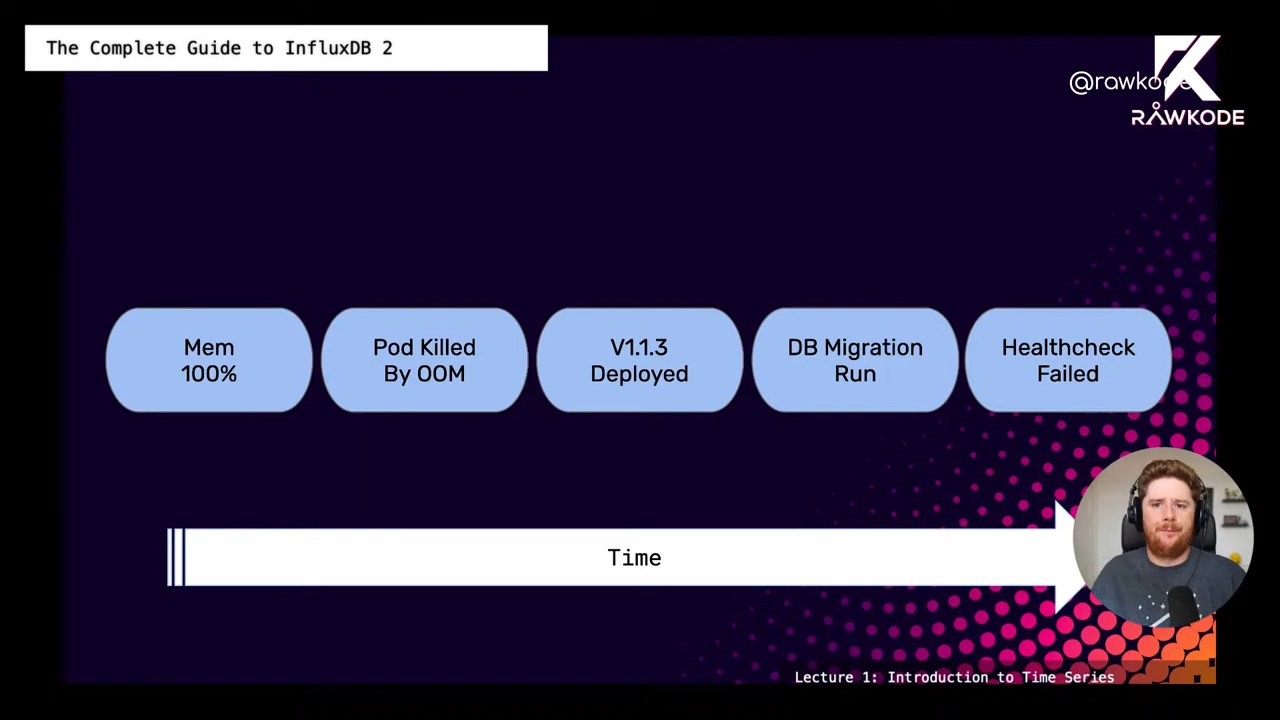 The Complete Guide to InfluxDB 2
@rawkode
RAWKODE
Mem
100%
Pod Killed
By OOM
V1.1.3
Deployed
DB Migration
Run
Healthcheck
Failed
Time
Lecture 1: Introduction to Time Series